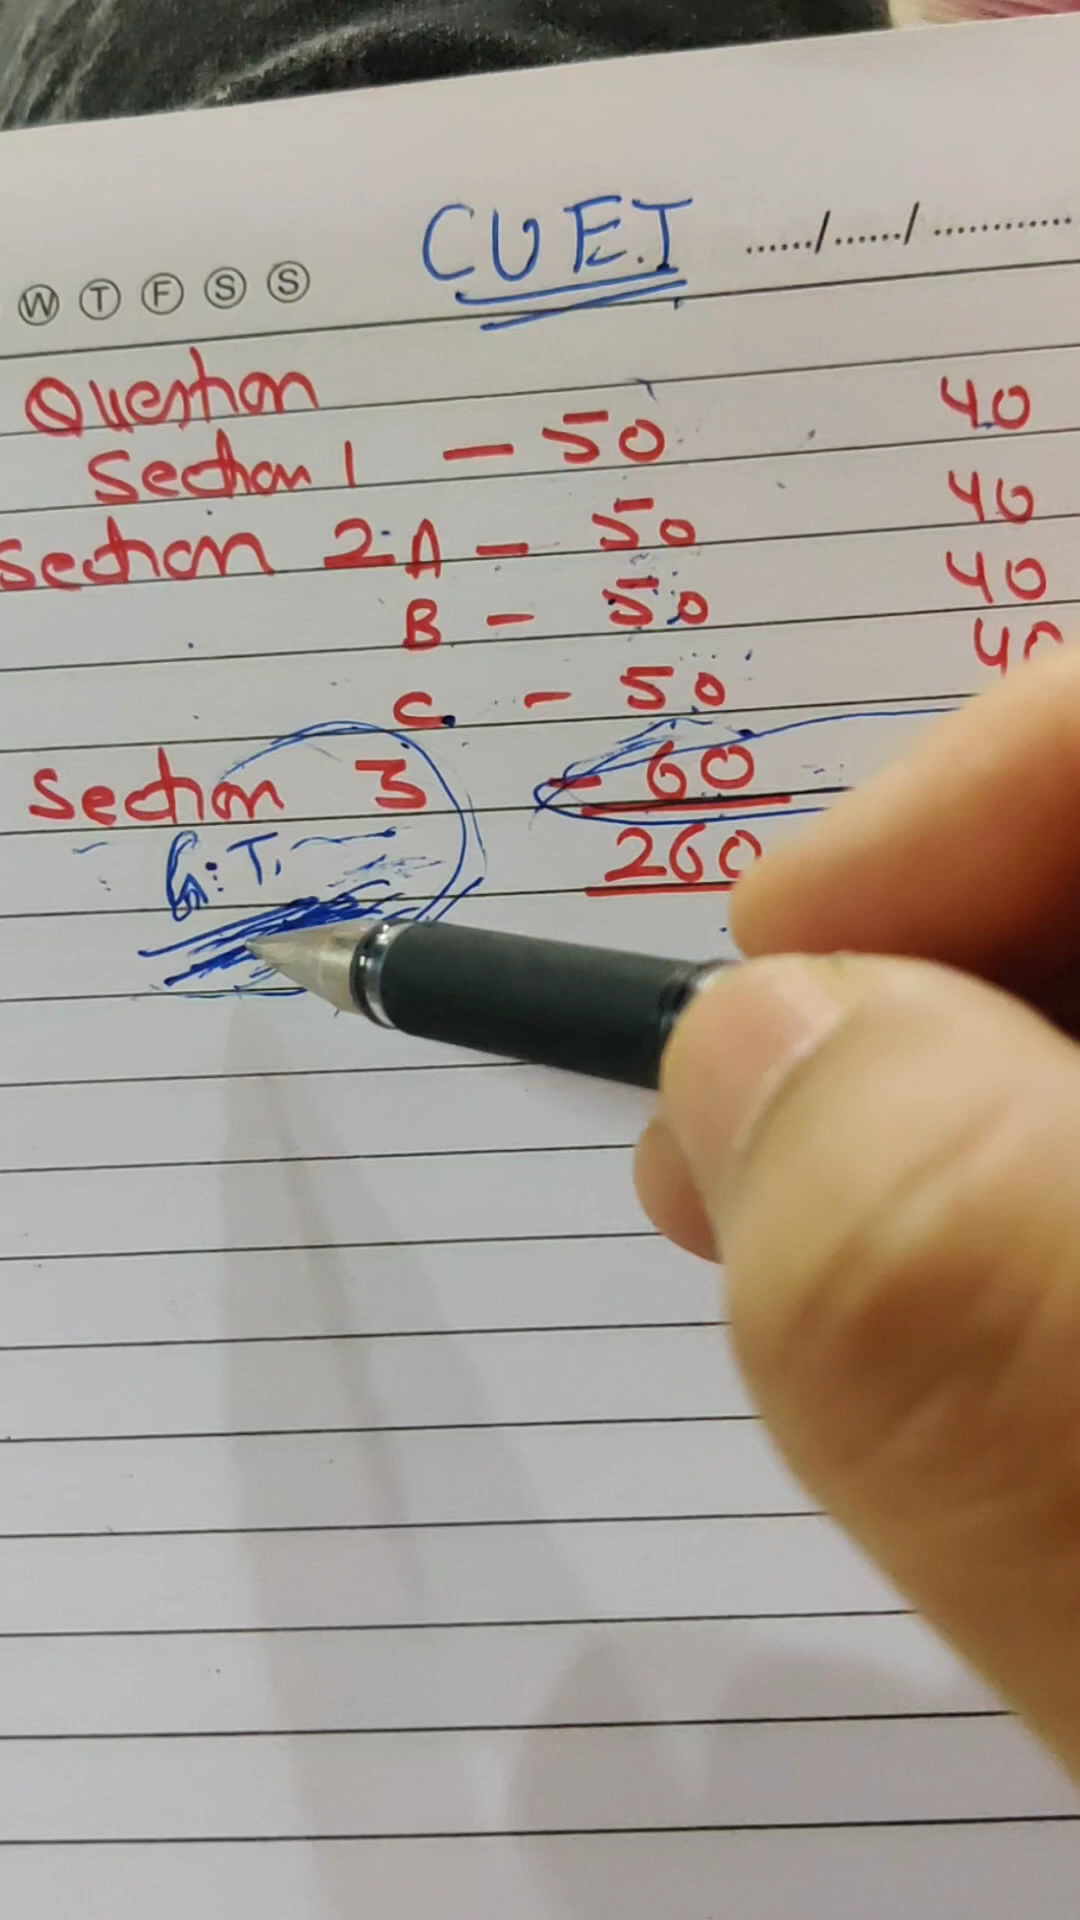 CUET ....../....../............
W T F S S
Question
Section 1 - 50 40
Section 2 A - 50 40
B - 50 40
C. - 50 40
Section 3 - 60
G.T. 260